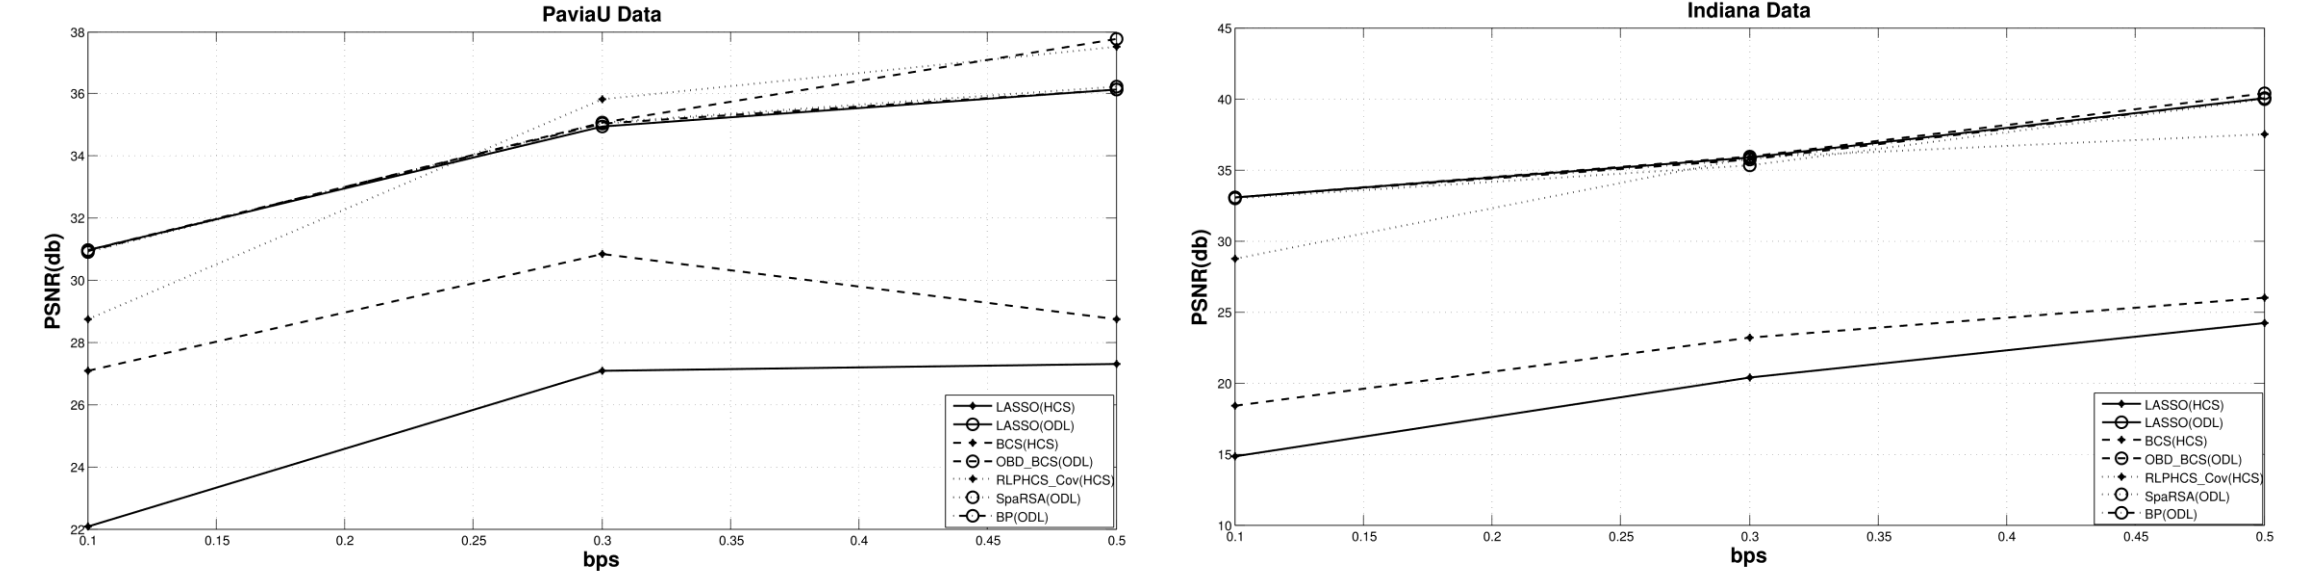 PaviaU Data
38
36
34
32
30
28
26
24
22
PSNR(db)
0.1
0.15
0.2
0.25
0.3
0.35
0.4
0.45
0.5
bps
LASSO(HCS)
LASSO(ODL)
BCS(HCS)
OBD_BCS(ODL)
RLPHCS_Cov(HCS)
SpaRSA(ODL)
BP(ODL)
Indiana Data
45
40
35
30
25
20
15
10
PSNR(db)
0.1
0.15
0.2
0.25
0.3
0.35
0.4
0.45
0.5
bps
LASSO(HCS)
LASSO(ODL)
BCS(HCS)
OBD_BCS(ODL)
RLPHCS_Cov(HCS)
SpaRSA(ODL)
BP(ODL)